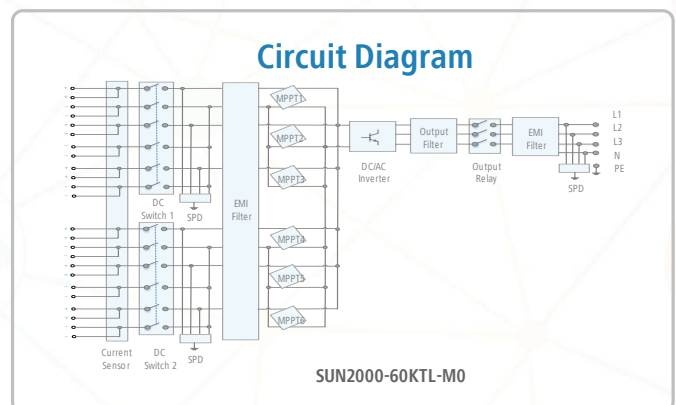 Circuit Diagram
MPPT1
MPPT2
MPPT3
MPPT4
MPPT5
MPPT6
DC
Switch 1
SPD
EMI
Filter
DC/AC
Inverter
Output
Filter
Output
Relay
EMI
Filter
L1
L2
L3
N
PE
SPD
Current
Sensor
DC
Switch 2
SPD
SUN2000-60KTL-M0